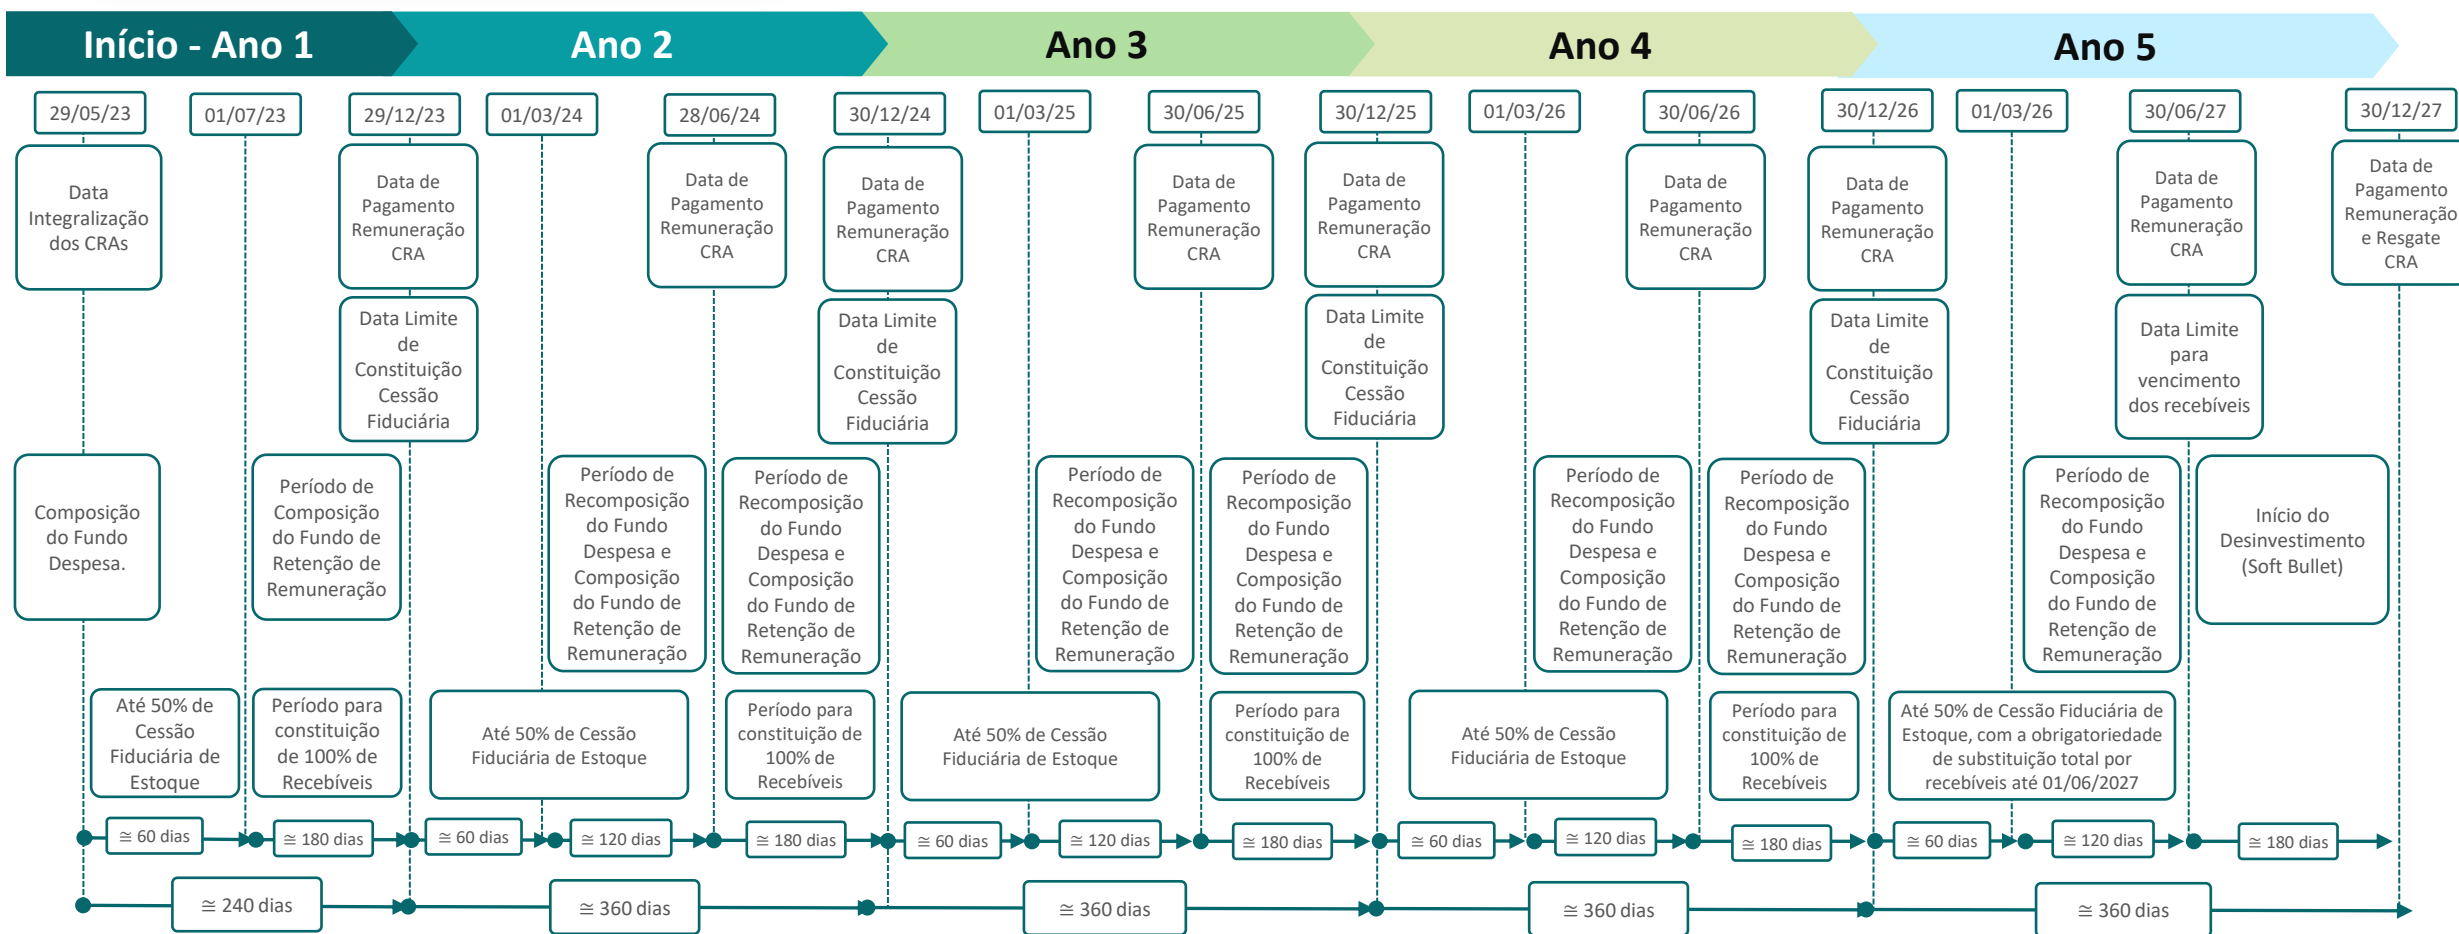 Início - Ano 1
Ano 2
Ano 3
Ano 4
Ano 5
29/05/23
01/07/23
29/12/23
01/03/24
28/06/24
30/12/24
01/03/25
30/06/25
30/12/25
01/03/26
30/06/26
30/12/26
01/03/26
30/06/27
30/12/27
Data
Integralização
dos CRAs
Data de
Pagamento
Remuneração
CRA
Data de
Pagamento
Remuneração
CRA
Data de
Pagamento
Remuneração
CRA
Data de
Pagamento
Remuneração
CRA
Data de
Pagamento
Remuneração
CRA
Data de
Pagamento
Remuneração
CRA
Data de
Pagamento
Remuneração
CRA
Data de
Pagamento
Remuneração
CRA
Data de
Pagamento
Remuneração
e Resgate
CRA
Data Limite
de
Constituição
Cessão
Fiduciária
Data Limite
de
Constituição
Cessão
Fiduciária
Data Limite
de
Constituição
Cessão
Fiduciária
Data Limite
de
Constituição
Cessão
Fiduciária
Data Limite
para
vencimento
dos recebíveis
Composição
do Fundo
Despesa.
Período de
Composição
do Fundo de
Retenção de
Remuneração
Período de
Recomposição
do Fundo
Despesa e
Composição
do Fundo de
Retenção de
Remuneração
Período de
Recomposição
do Fundo
Despesa e
Composição
do Fundo de
Retenção de
Remuneração
Período de
Recomposição
do Fundo
Despesa e
Composição
do Fundo de
Retenção de
Remuneração
Período de
Recomposição
do Fundo
Despesa e
Composição
do Fundo de
Retenção de
Remuneração
Período de
Recomposição
do Fundo
Despesa e
Composição
do Fundo de
Retenção de
Remuneração
Período de
Recomposição
do Fundo
Despesa e
Composição
do Fundo de
Retenção de
Remuneração
Período de
Recomposição
do Fundo
Despesa e
Composição
do Fundo de
Retenção de
Remuneração
Início do
Desinvestimento
(Soft Bullet)
Até 50% de
Cessão
Fiduciária de
Estoque
Período para
constituição
de 100% de
Recebíveis
Até 50% de Cessão
Fiduciária de Estoque
Período para
constituição de
100% de
Recebíveis
Até 50% de Cessão
Fiduciária de Estoque
Período para
constituição de
100% de
Recebíveis
Até 50% de Cessão
Fiduciária de Estoque
Período para
constituição de
100% de
Recebíveis
Até 50% de Cessão Fiduciária de
Estoque, com a obrigatoriedade
de substituição total por
recebíveis até 01/06/2027
≅ 60 dias
≅ 180 dias
≅ 60 dias
≅ 120 dias
≅ 180 dias
≅ 60 dias
≅ 120 dias
≅ 180 dias
≅ 60 dias
≅ 120 dias
≅ 180 dias
≅ 60 dias
≅ 120 dias
≅ 180 dias
≅ 240 dias
≅ 360 dias
≅ 360 dias
≅ 360 dias
≅ 360 dias